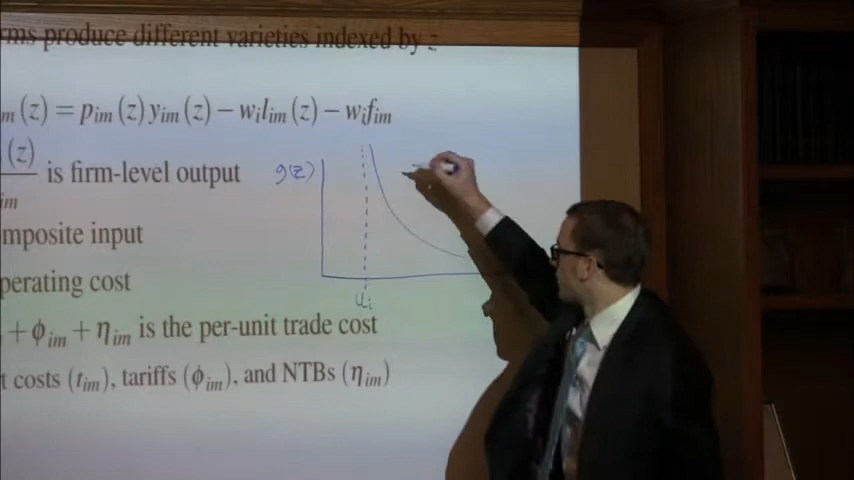 rms produce different varieties indexed by z
m(z) = pim(z)yim(z) − wilim(z) − wifim
(z)
im
is firm-level output
g(z)
mposite input
perating cost
ui
+ ϕim + ηim is the per-unit trade cost
t costs (tim), tariffs (ϕim), and NTBs (ηim)